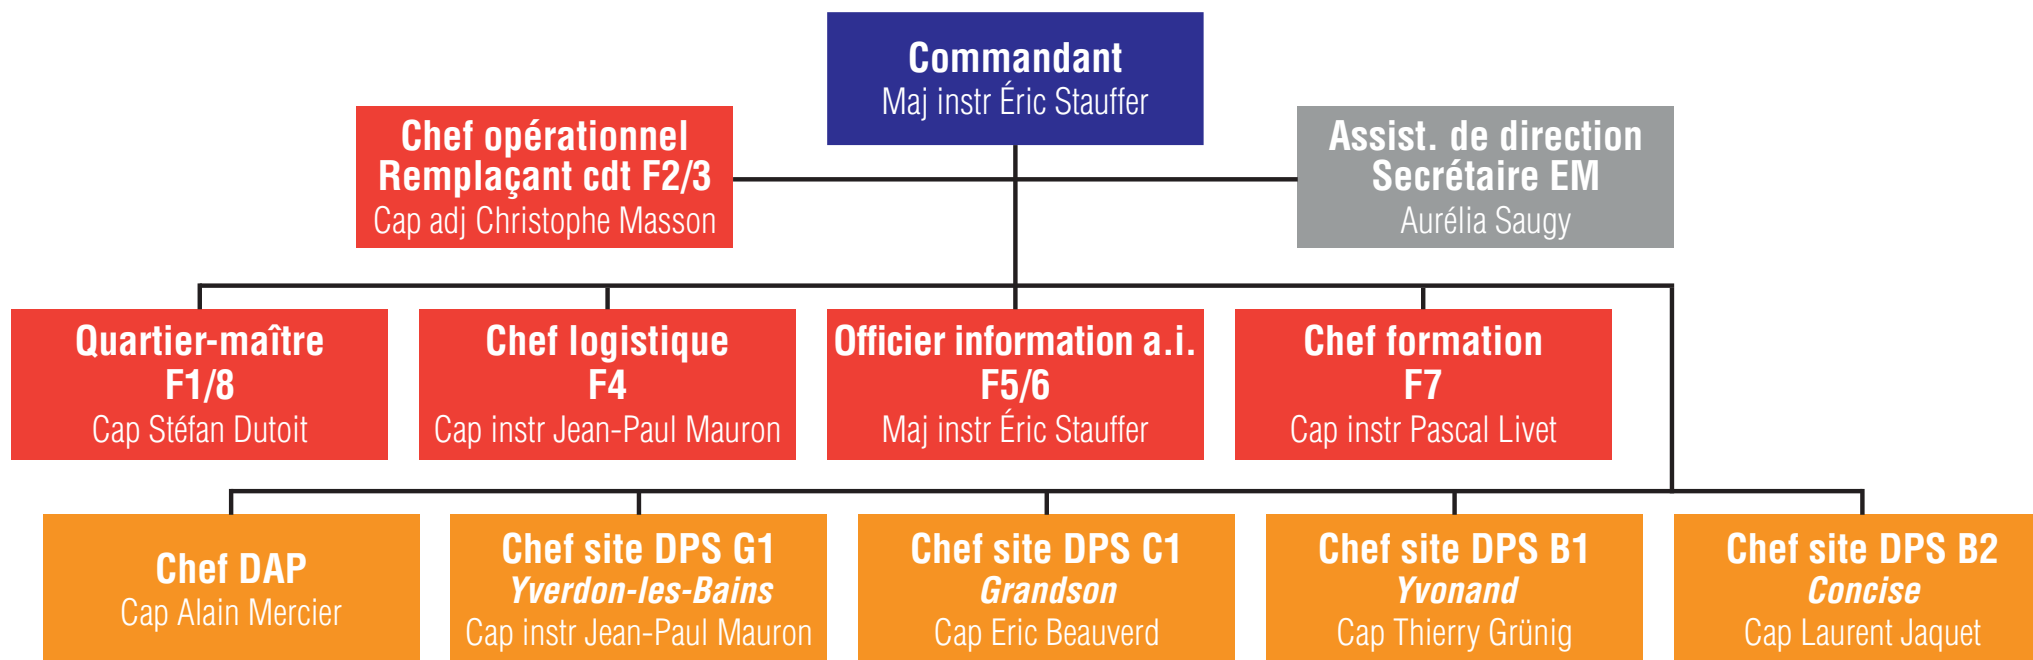 Commandant
Maj instr Éric Stauffer
Chef opérationnel
Remplaçant cdt F2/3
Cap adj Christophe Masson
Assist. de direction
Secrétaire EM
Aurélia Saugy
Quartier-maître
F1/8
Cap Stéfan Dutoit
Chef logistique
F4
Cap instr Jean-Paul Mauron
Officier information a.i.
F5/6
Maj instr Éric Stauffer
Chef formation
F7
Cap instr Pascal Livet
Chef DAP
Cap Alain Mercier
Chef site DPS G1
Yverdon-les-Bains
Cap instr Jean-Paul Mauron
Chef site DPS C1
Grandson
Cap Eric Beauverd
Chef site DPS B1
Yvonand
Cap Thierry Grünig
Chef site DPS B2
Concise
Cap Laurent Jaquet